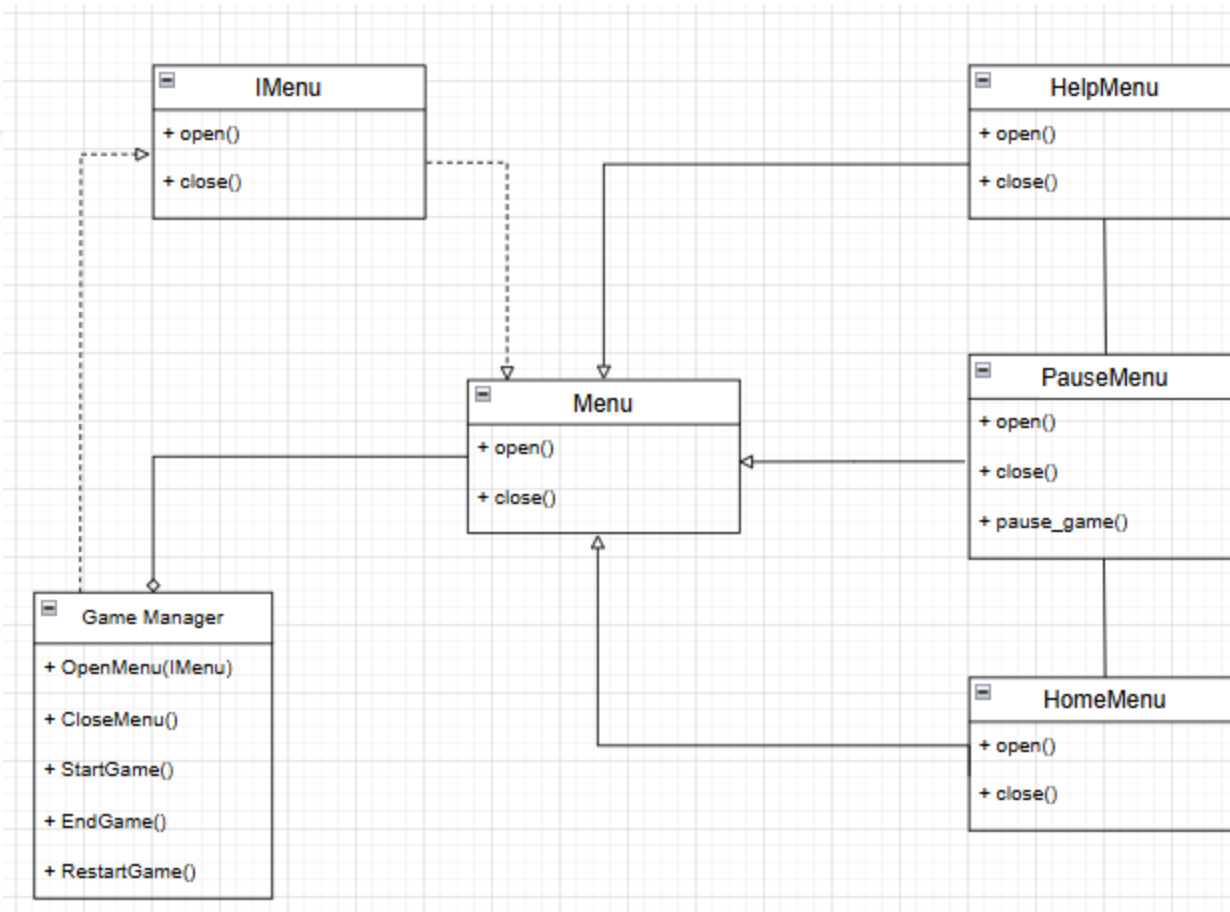 IMenu
+ open()
+ close()
HelpMenu
+ open()
+ close()
Menu
+ open()
+ close()
PauseMenu
+ open()
+ close()
+ pause_game()
Game Manager
+ OpenMenu(IMenu)
+ CloseMenu()
+ StartGame()
+ EndGame()
+ RestartGame()
HomeMenu
+ open()
+ close()